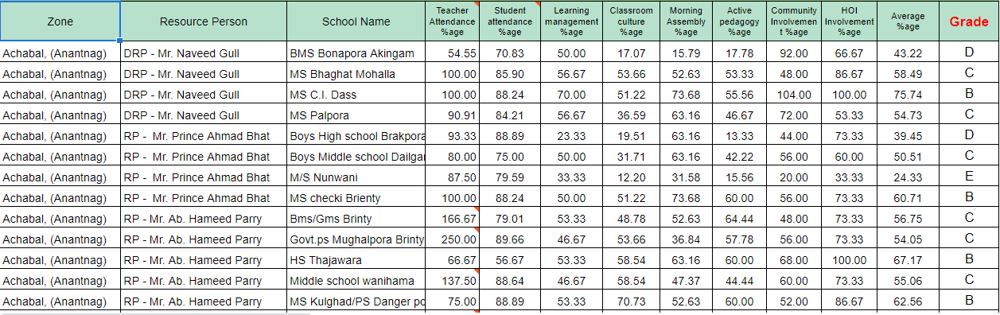 Zone Resource Person School Name Teacher Attendance %age Student attendance %age Learning management %age Classroom culture %age Morning Assembly %age Active pedagogy %age Community Involvemen t %age HOI Involvement %age Average %age Grade
Achabal, (Anantnag) DRP - Mr. Naveed Gull BMS Bonapora Akingam 54.55 70.83 50.00 17.07 15.79 17.78 92.00 66.67 43.22 D
Achabal, (Anantnag) DRP - Mr. Naveed Gull MS Bhaghat Mohalla 100.00 85.90 56.67 53.66 52.63 53.33 48.00 86.67 58.49 C
Achabal, (Anantnag) DRP - Mr. Naveed Gull MS C.I. Dass 100.00 88.24 70.00 51.22 73.68 55.56 104.00 100.00 75.74 B
Achabal, (Anantnag) DRP - Mr. Naveed Gull MS Palpora 90.91 84.21 56.67 36.59 63.16 46.67 72.00 53.33 54.73 C
Achabal, (Anantnag) RP - Mr. Prince Ahmad Bhat Boys High school Brakpora 93.33 88.89 23.33 19.51 63.16 13.33 44.00 73.33 39.45 D
Achabal, (Anantnag) RP - Mr. Prince Ahmad Bhat Boys Middle school Dailga 80.00 75.00 50.00 31.71 63.16 42.22 56.00 60.00 50.51 C
Achabal, (Anantnag) RP - Mr. Prince Ahmad Bhat M/S Nunwani 87.50 79.59 33.33 12.20 31.58 15.56 20.00 33.33 24.33 E
Achabal, (Anantnag) RP - Mr. Prince Ahmad Bhat MS checki Brienty 100.00 88.24 50.00 51.22 73.68 60.00 56.00 73.33 60.71 B
Achabal, (Anantnag) RP - Mr. Ab. Hameed Parry Bms/Gms Brinty 166.67 79.01 53.33 48.78 52.63 64.44 48.00 73.33 56.75 C
Achabal, (Anantnag) RP - Mr. Ab. Hameed Parry Govt.ps Mughalpora Brinty 250.00 89.66 46.67 53.66 36.84 57.78 56.00 73.33 54.05 C
Achabal, (Anantnag) RP - Mr. Ab. Hameed Parry HS Thajawara 66.67 56.67 53.33 58.54 63.16 60.00 68.00 100.00 67.17 B
Achabal, (Anantnag) RP - Mr. Ab. Hameed Parry Middle school wanihama 137.50 88.64 46.67 58.54 47.37 44.44 60.00 73.33 55.06 C
Achabal, (Anantnag) RP - Mr. Ab. Hameed Parry MS Kulghad/PS Danger po 75.00 88.89 53.33 70.73 52.63 60.00 52.00 86.67 62.56 B